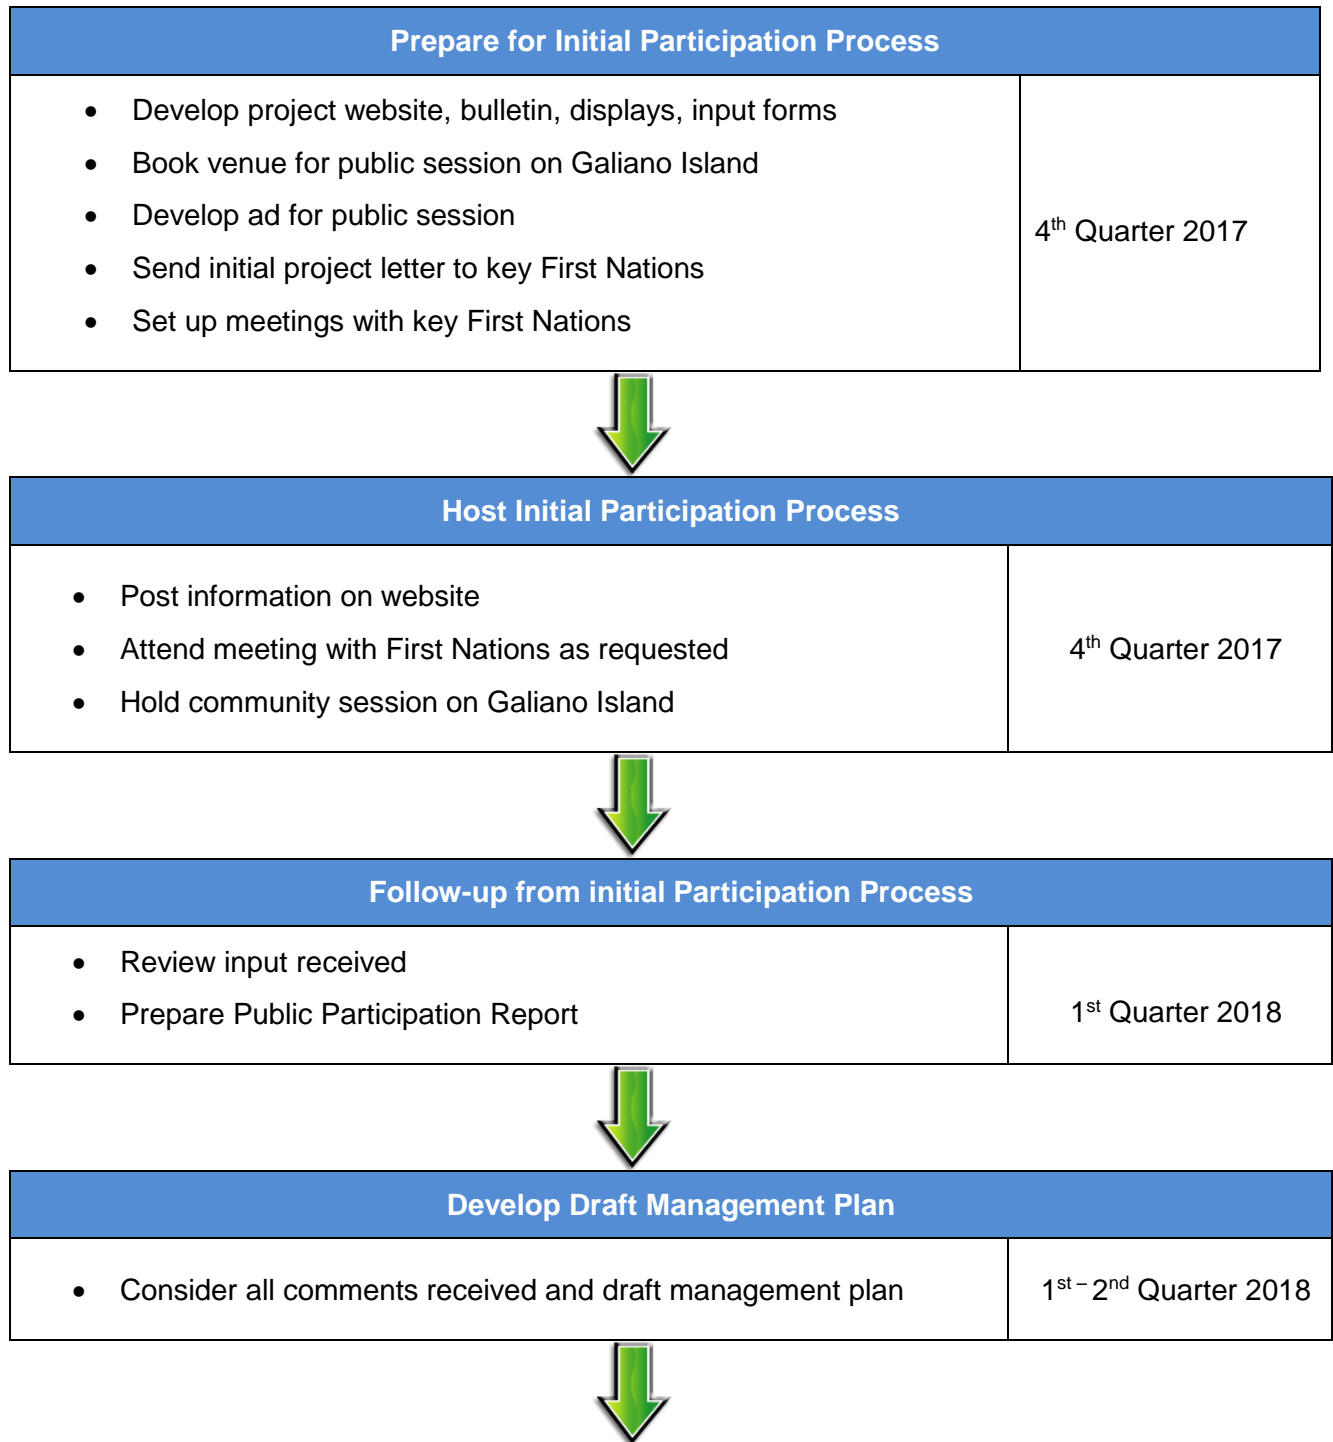 Prepare for Initial Participation Process
• Develop project website, bulletin, displays, input forms
• Book venue for public session on Galiano Island
• Develop ad for public session
• Send initial project letter to key First Nations
• Set up meetings with key First Nations
4th Quarter 2017
Host Initial Participation Process
• Post information on website
• Attend meeting with First Nations as requested
• Hold community session on Galiano Island
4th Quarter 2017
Follow-up from initial Participation Process
• Review input received
• Prepare Public Participation Report
1st Quarter 2018
Develop Draft Management Plan
• Consider all comments received and draft management plan
1st – 2nd Quarter 2018